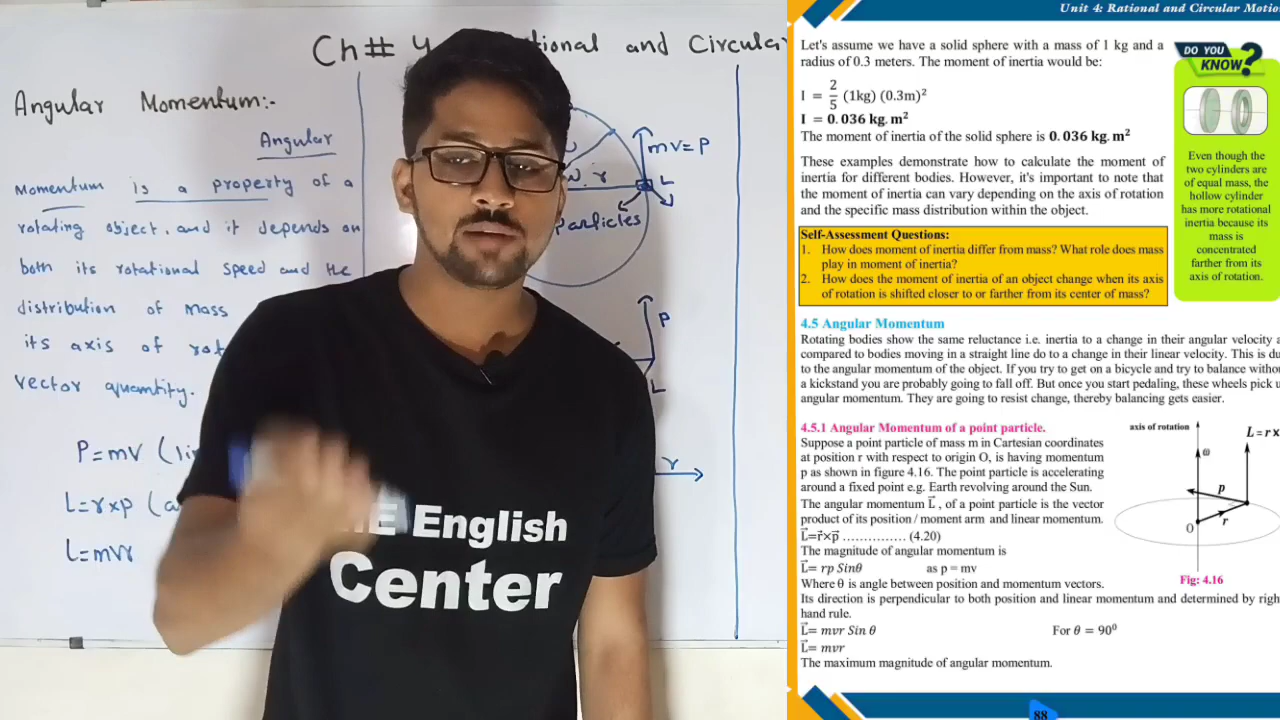 Ch# 4 and Circular
Angular Momentum:-
Angular
Momentum is a property of a
rotating object, and it depends on
both its rotational speed and the
distribution of mass
its axis of
vector quantity.
P=mv
L=r×p
L=mvr
mv=P
r
L
Particles
P
L
r
English
Center
Unit 4: Rational and Circular Motion
Let's assume we have a solid sphere with a mass of 1 kg and a
radius of 0.3 meters. The moment of inertia would be:
I = 2/5 (1kg) (0.3m)²
I = 0.036 kg.m²
The moment of inertia of the solid sphere is 0.036 kg.m²
These examples demonstrate how to calculate the moment of
inertia for different bodies. However, it's important to note that
the moment of inertia can vary depending on the axis of rotation
and the specific mass distribution within the object.
Self-Assessment Questions:
1. How does moment of inertia differ from mass? What role does mass
play in moment of inertia?
2. How does the moment of inertia of an object change when its axis
of rotation is shifted closer to or farther from its center of mass?
DO YOU
KNOW?
Even though the
two cylinders are
of equal mass, the
hollow cylinder
has more rotational
inertia because its
mass is
concentrated
farther from its
axis of rotation.
4.5 Angular Momentum
Rotating bodies show the same reluctance i.e. inertia to a change in their angular velocity a
compared to bodies moving in a straight line do to a change in their linear velocity. This is du
to the angular momentum of the object. If you try to get on a bicycle and try to balance withou
a kickstand you are probably going to fall off. But once you start pedaling, these wheels pick u
angular momentum. They are going to resist change, thereby balancing gets easier.
4.5.1 Angular Momentum of a point particle.
Suppose a point particle of mass m in Cartesian coordinates
at position r with respect to origin O, is having momentum
p as shown in figure 4.16. The point particle is accelerating
around a fixed point e.g. Earth revolving around the Sun.
The angular momentum L⃗ , of a point particle is the vector
product of its position / moment arm and linear momentum.
L⃗=r⃗×p⃗ ............... (4.20)
The magnitude of angular momentum is
L⃗= rp Sinθ as p = mv
Where θ is angle between position and momentum vectors.
Its direction is perpendicular to both position and linear momentum and determined by righ
hand rule.
L⃗= mvr Sin θ For θ = 90⁰
L⃗= mvr
The maximum magnitude of angular momentum.
axis of rotation
L=r×
ω
p
O
r
Fig: 4.16
88